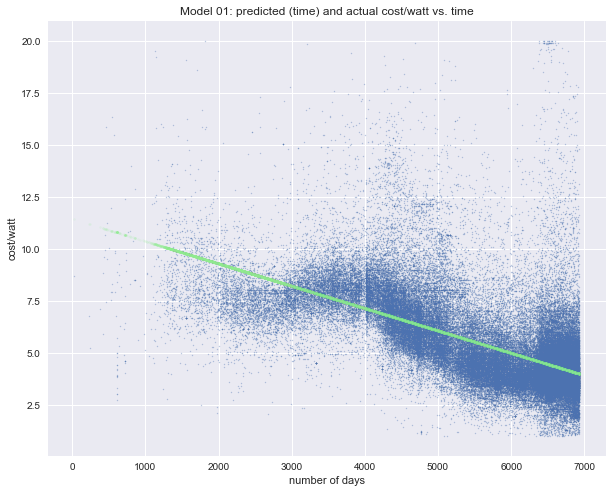 Model 01: predicted (time) and actual cost/watt vs. time
20.0
17.5
15.0
12.5
10.0
7.5
5.0
2.5
cost/watt
0 1000 2000 3000 4000 5000 6000 7000
number of days